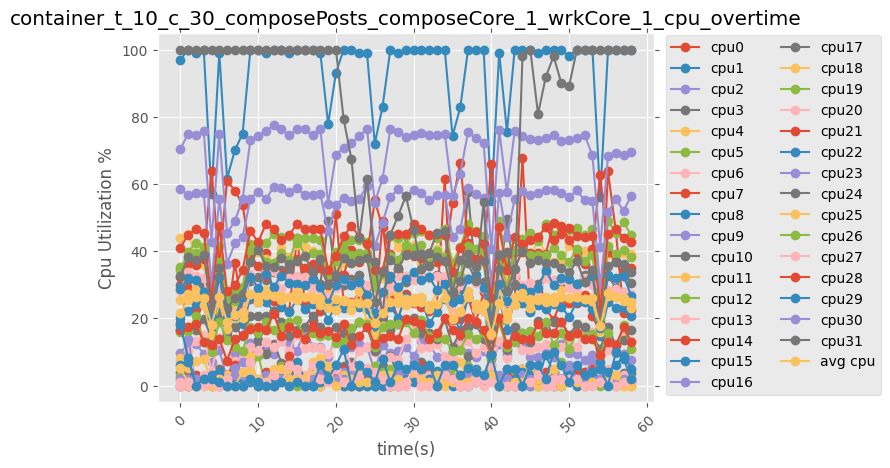 container_t_10_c_30_composePosts_composeCore_1_wrkCore_1_cpu_overtime
100
80
60
40
20
0
Cpu Utilization %
0
10
20
30
40
50
60
time(s)
cpu0
cpu1
cpu2
cpu3
cpu4
cpu5
cpu6
cpu7
cpu8
cpu9
cpu10
cpu11
cpu12
cpu13
cpu14
cpu15
cpu16
cpu17
cpu18
cpu19
cpu20
cpu21
cpu22
cpu23
cpu24
cpu25
cpu26
cpu27
cpu28
cpu29
cpu30
cpu31
avg cpu